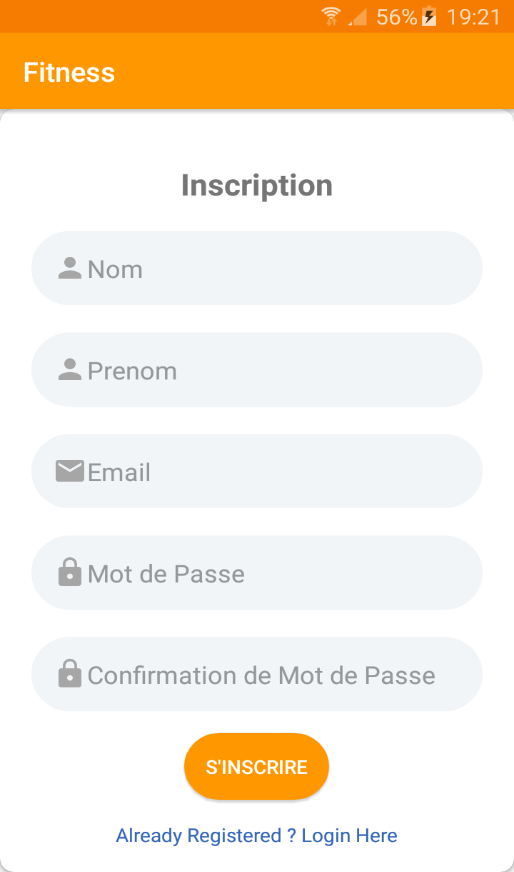 56% 19:21
Fitness
Inscription
Nom
Prenom
Email
Mot de Passe
Confirmation de Mot de Passe
S'INSCRIRE
Already Registered ? Login Here